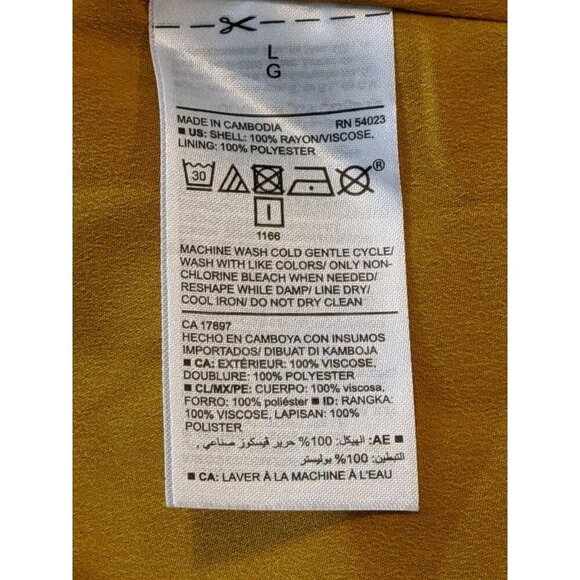 L
G
MADE IN CAMBODIA RN 54023
■ US: SHELL: 100% RAYON/VISCOSE,
LINING: 100% POLYESTER
30
®
1166
MACHINE WASH COLD GENTLE CYCLE/
WASH WITH LIKE COLORS/ ONLY NON-
CHLORINE BLEACH WHEN NEEDED/
RESHAPE WHILE DAMP/ LINE DRY/
COOL IRON/ DO NOT DRY CLEAN
CA 17897
HECHO EN CAMBOYA CON INSUMOS
IMPORTADOS/ DIBUAT DI KAMBOJA
■ CA: EXTÉRIEUR: 100% VISCOSE,
DOUBLURE: 100% POLYESTER
■ CL/MX/PE: CUERPO: 100% viscosa,
FORRO: 100% poliéster ■ ID: RANGKA:
100% VISCOSE, LAPISAN: 100%
POLISTER
■ AE: الهيكل: 100% حرير ڤيسكوز صناعي ,
التبطين: 100% بوليستر
■ CA: LAVER À LA MACHINE À L'EAU